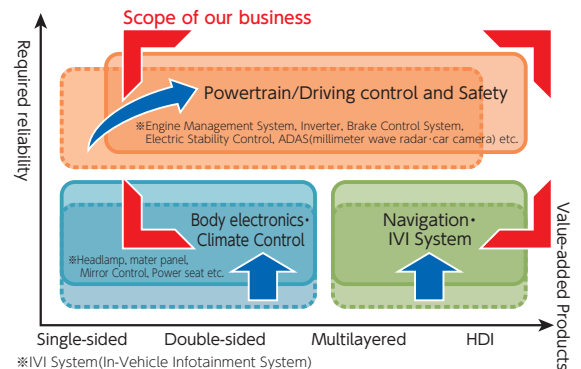 Scope of our business
Required reliability
Powertrain/Driving control and Safety
※Engine Management System, Inverter, Brake Control System,
Electric Stability Control, ADAS(millimeter wave radar·car camera) etc.
Body electronics·
Climate Control
※Headlamp, mater panel,
Mirror Control, Power seat etc.
Navigation·
IVI System
Value-added Products
Single-sided
Double-sided
Multilayered
HDI
※IVI System(In-Vehicle Infotainment System)